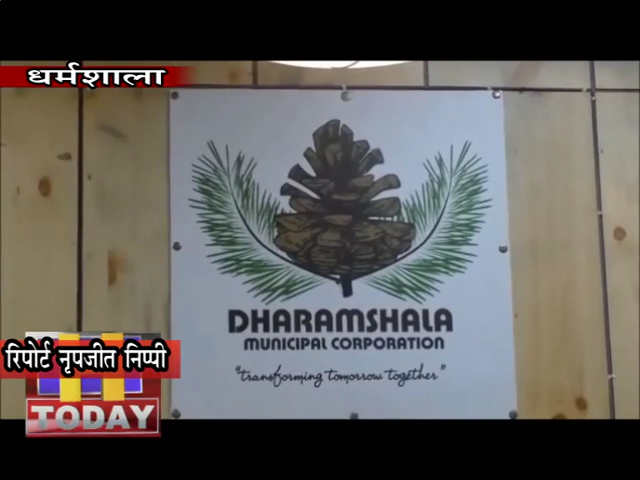 धर्मशाला
DHARAMSHALA
MUNICIPAL CORPORATION
"transforming tomorrow together"
रिपोर्ट नृपजीत निप्पी
TODAY